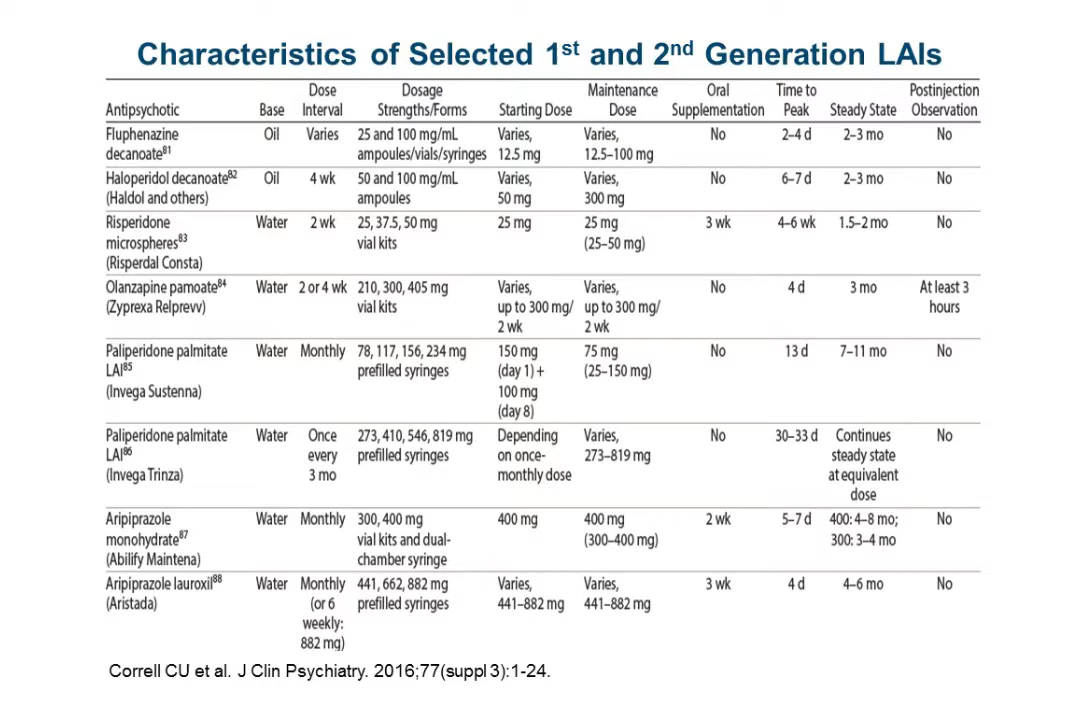 Characteristics of Selected 1st and 2nd Generation LAIs
Antipsychotic Base Dose Interval Dosage Strengths/Forms Starting Dose Maintenance Dose Oral Supplementation Time to Peak Steady State Postinjection Observation
Fluphenazine Oil Varies 25 and 100 mg/mL Varies, Varies, No 2–4 d 2–3 mo No
decanoate81 ampoules/vials/syringes 12.5 mg 12.5–100 mg
Haloperidol decanoate82 Oil 4 wk 50 and 100 mg/mL Varies, Varies, No 6–7 d 2–3 mo No
(Haldol and others) ampoules 50 mg 300 mg
Risperidone Water 2 wk 25, 37.5, 50 mg 25 mg 25 mg 3 wk 4–6 wk 1.5–2 mo No
microspheres83 vial kits (25–50 mg)
(Risperdal Consta)
Olanzapine pamoate84 Water 2 or 4 wk 210, 300, 405 mg Varies, Varies, No 4 d 3 mo At least 3
(Zyprexa Relprevv) vial kits up to 300 mg/ up to 300 mg/ hours
2 wk 2 wk
Paliperidone palmitate Water Monthly 78, 117, 156, 234 mg 150 mg 75 mg No 13 d 7–11 mo No
LAI85 prefilled syringes (day 1) + (25–150 mg)
(Invega Sustenna) 100 mg
(day 8)
Paliperidone palmitate Water Once 273, 410, 546, 819 mg Depending Varies, No 30–33 d Continues No
LAI86 every prefilled syringes on once- 273–819 mg steady state
(Invega Trinza) 3 mo monthly dose at equivalent
dose
Aripiprazole Water Monthly 300, 400 mg 400 mg 400 mg 2 wk 5–7 d 400: 4–8 mo; No
monohydrate87 vial kits and dual- (300–400 mg) 300: 3–4 mo
(Abilify Maintena) chamber syringe
Aripiprazole lauroxil88 Water Monthly 441, 662, 882 mg Varies, Varies, 3 wk 4 d 4–6 mo No
(Aristada) (or 6 prefilled syringes 441–882 mg 441–882 mg
weekly:
882 mg)
Correll CU et al. J Clin Psychiatry. 2016;77(suppl 3):1-24.